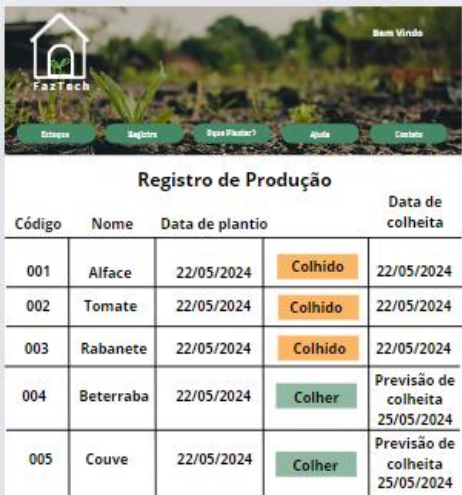 Bem Vindo
FazTech
Estoque Registro O que Plantar? Ajuda Contato
Registro de Produção
Código Nome Data de plantio Data de colheita
001 Alface 22/05/2024 Colhido 22/05/2024
002 Tomate 22/05/2024 Colhido 22/05/2024
003 Rabanete 22/05/2024 Colhido 22/05/2024
004 Beterraba 22/05/2024 Colher Previsão de colheita 25/05/2024
005 Couve 22/05/2024 Colher Previsão de colheita 25/05/2024